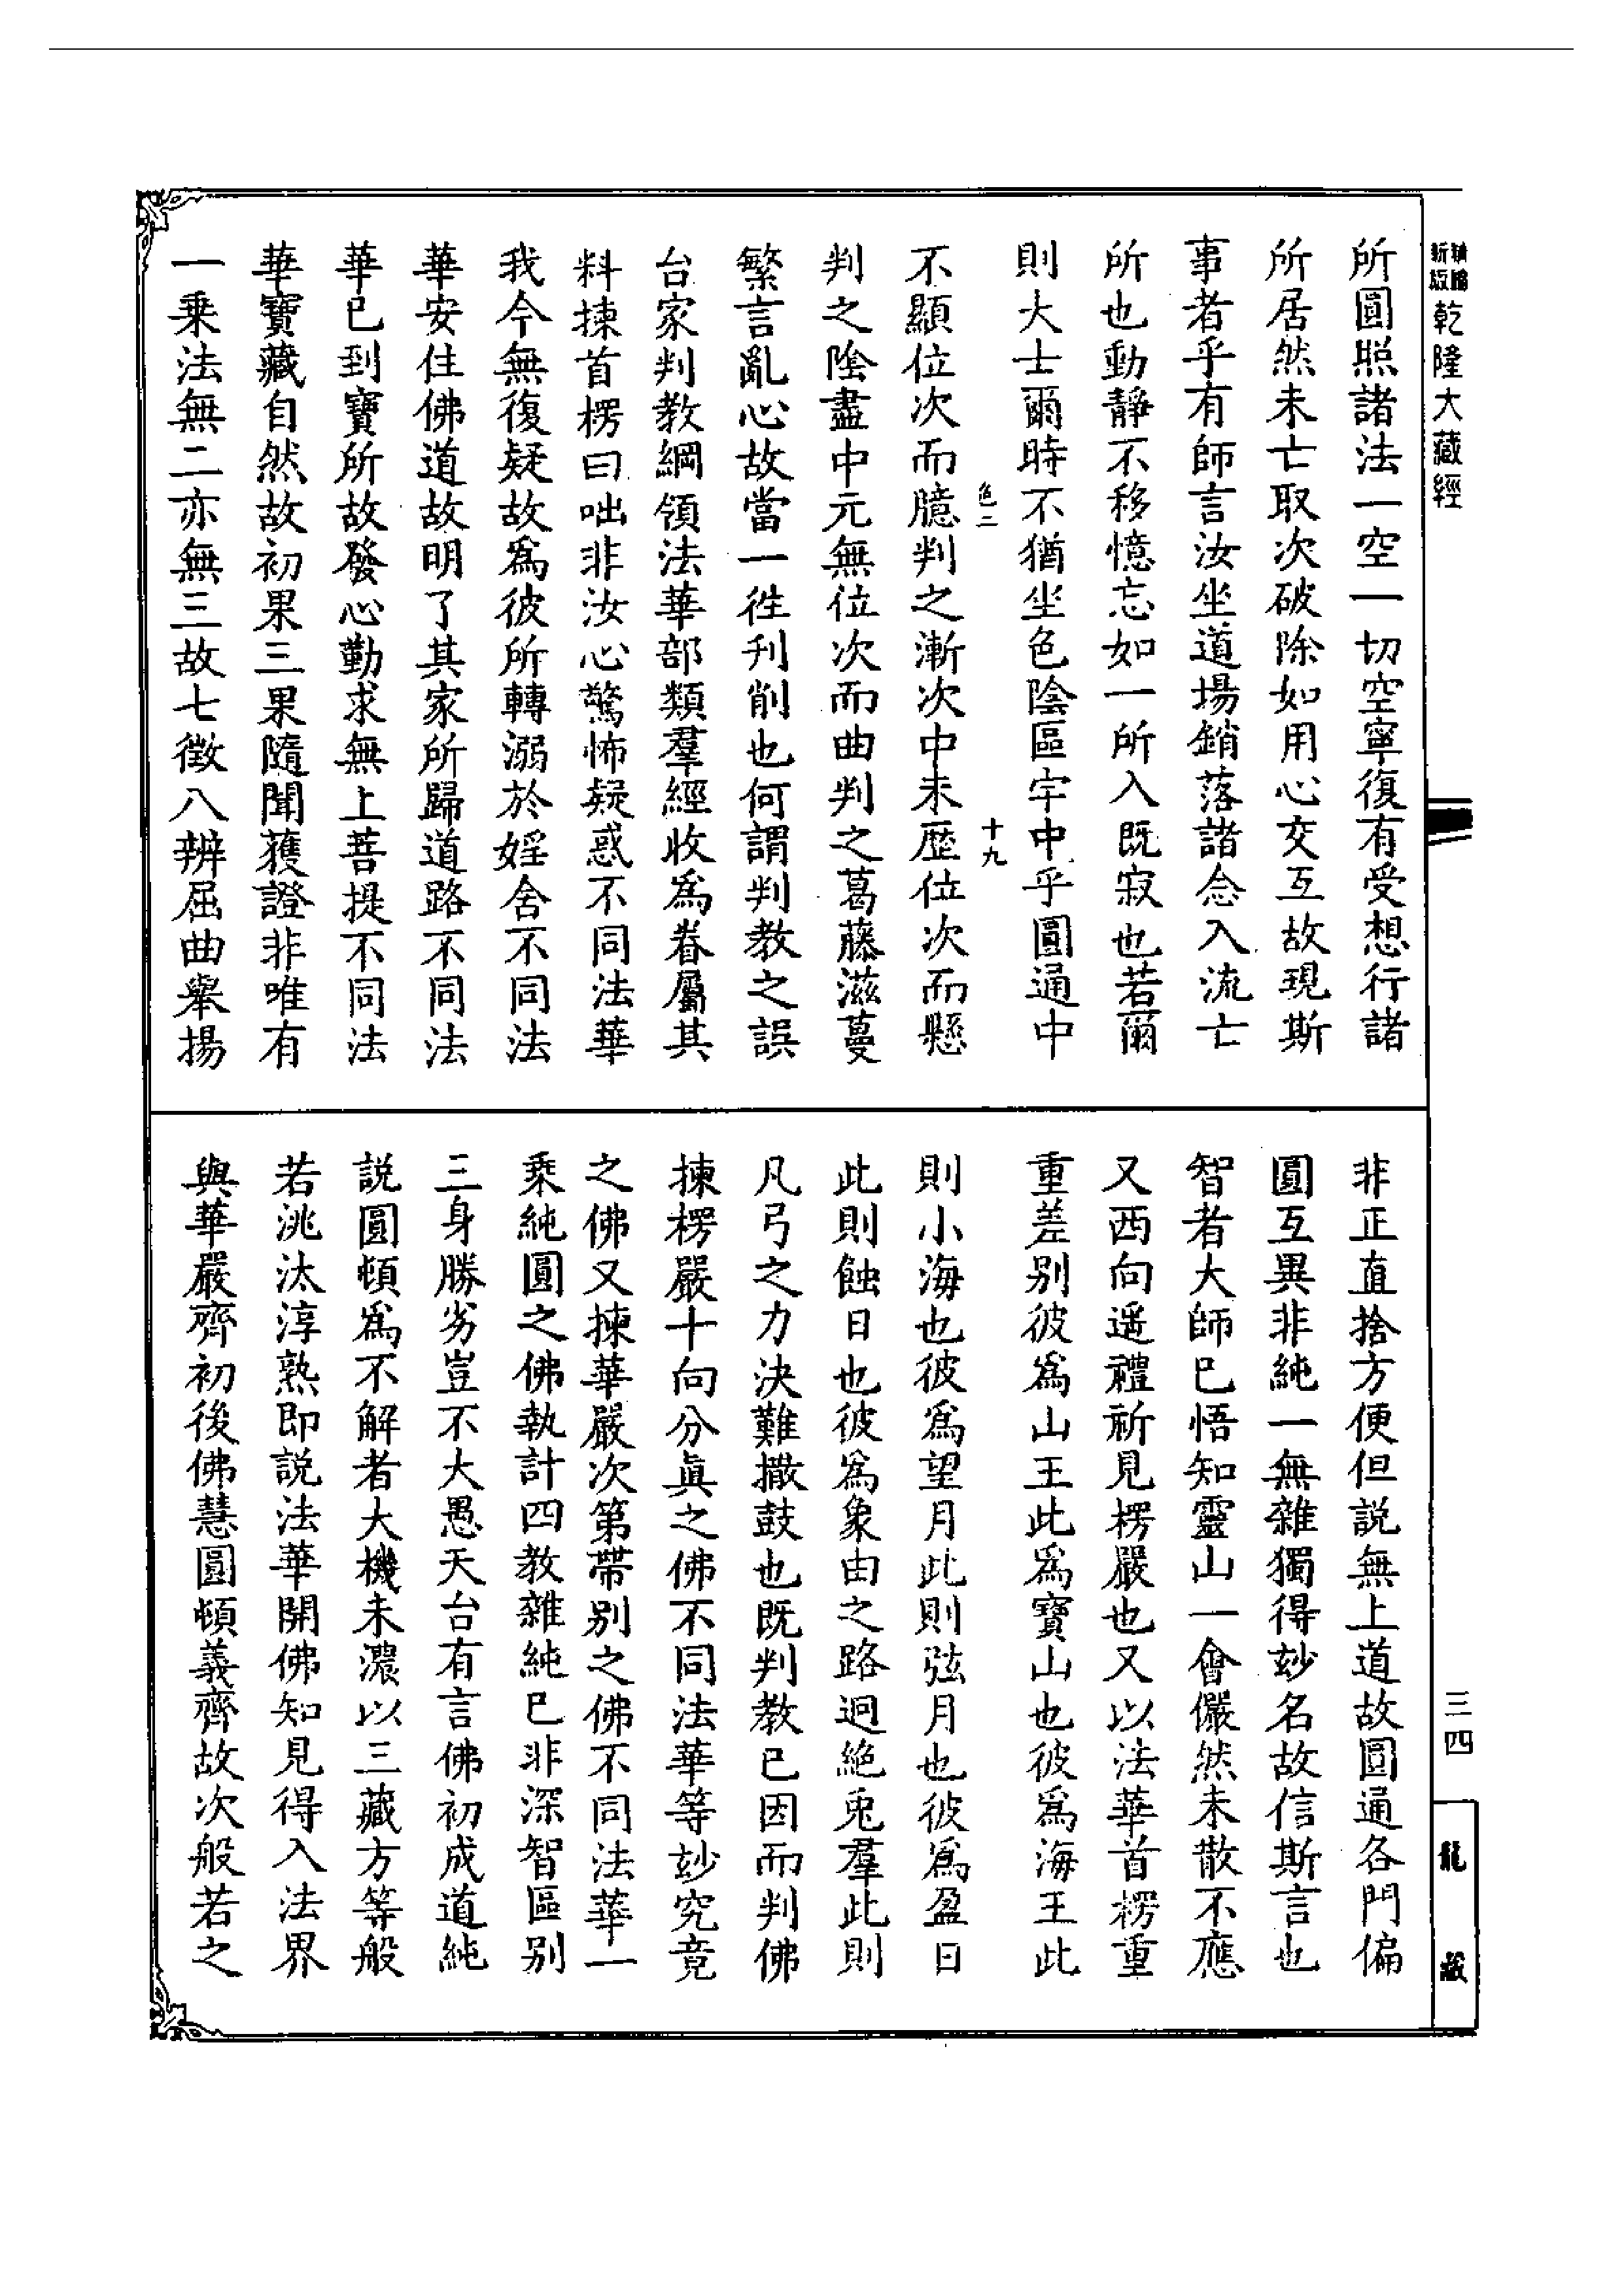 新版
乾隆大藏經
所圓照諸法一空一切空寧復有受想行諸
所居然未亡取次破除如用心交互故現斯
事者乎有師言汝坐道場銷落諸念入流亡
所也動靜不移憶忘如一所入既寂也若爾
則大士爾時不猶坐色陰區宇中乎圓通中
色二
十九
不顯位次而臆判之漸次中未歷位次而懸
判之陰盡中元無位次而曲判之葛藤滋蔓
繁言亂心故當一徃刋削也何謂判教之誤
台家判教綱領法華部類羣經收為眷屬其
料揀首楞曰咄非汝心驚怖疑惑不同法華
我今無復疑故為彼所轉溺於婬舍不同法
華安住佛道故明了其家所歸道路不同法
華已到寶所故發心勤求無上菩提不同法
華寶藏自然故初果三果隨聞獲證非唯有
一乘法無二亦無三故七徵八辨屈曲舉揚
非正直捨方便但說無上道故圓通各門偏
圓互異非純一無雜獨得玅名故信斯言也
智者大師已悟知靈山一會儼然未散不應
又西向遥禮祈見楞嚴也又以法華首楞重
重差別彼為山王此為寶山也彼為海王此
則小海也彼為望月此則弦月也彼為盈日
此則蝕日也彼為象由之路迥絕兎羣此則
凡弓之力決難撒鼓也既判教已因而判佛
揀楞嚴十向分眞之佛不同法華等玅究竟
之佛又揀華嚴次第帶別之佛不同法華一
乘純圓之佛執計四教雜純已非深智區別
三身勝劣豈不大愚天台有言佛初成道純
說圓頓為不解者大機未濃以三藏方等般
若洮汰淳熟即說法華開佛知見得入法界
與華嚴齊初後佛慧圓頓義齊故次般若之
三四
龍藏